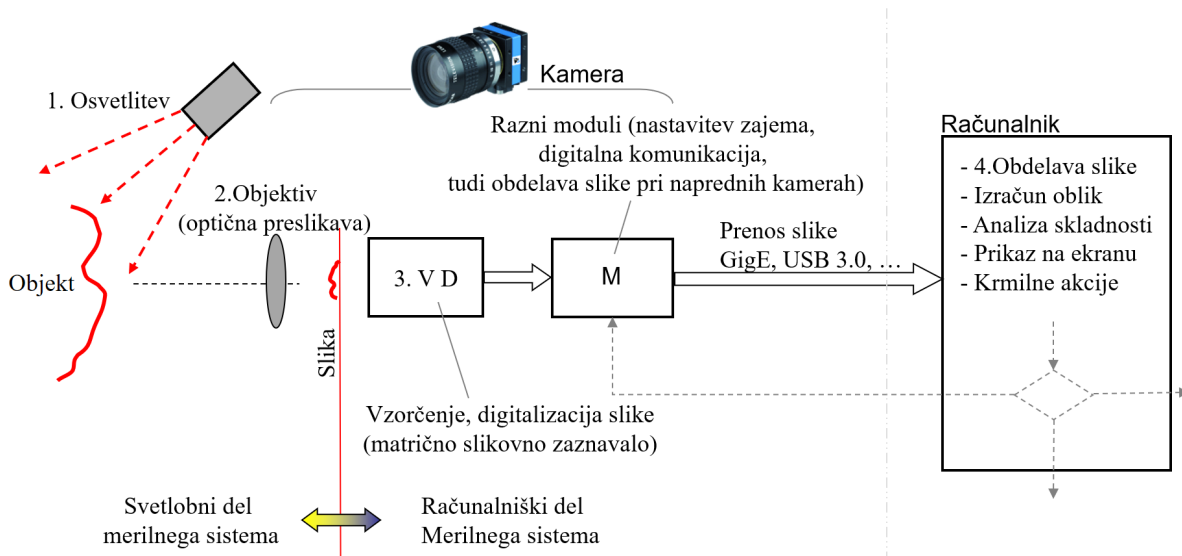 Kamera
1. Osvetlitev
Razni moduli (nastavitev zajema,
digitalna komunikacija,
tudi obdelava slike pri naprednih kamerah)
Računalnik
- 4.Obdelava slike
- Izračun oblik
- Analiza skladnosti
- Prikaz na ekranu
- Krmilne akcije
2.Objektiv
(optična preslikava)
Prenos slike
GigE, USB 3.0, …
Objekt
3. V D
M
Slika
Vzorčenje, digitalizacija slike
(matrično slikovno zaznavalo)
Svetlobni del
merilnega sistema
Računalniški del
Merilnega sistema